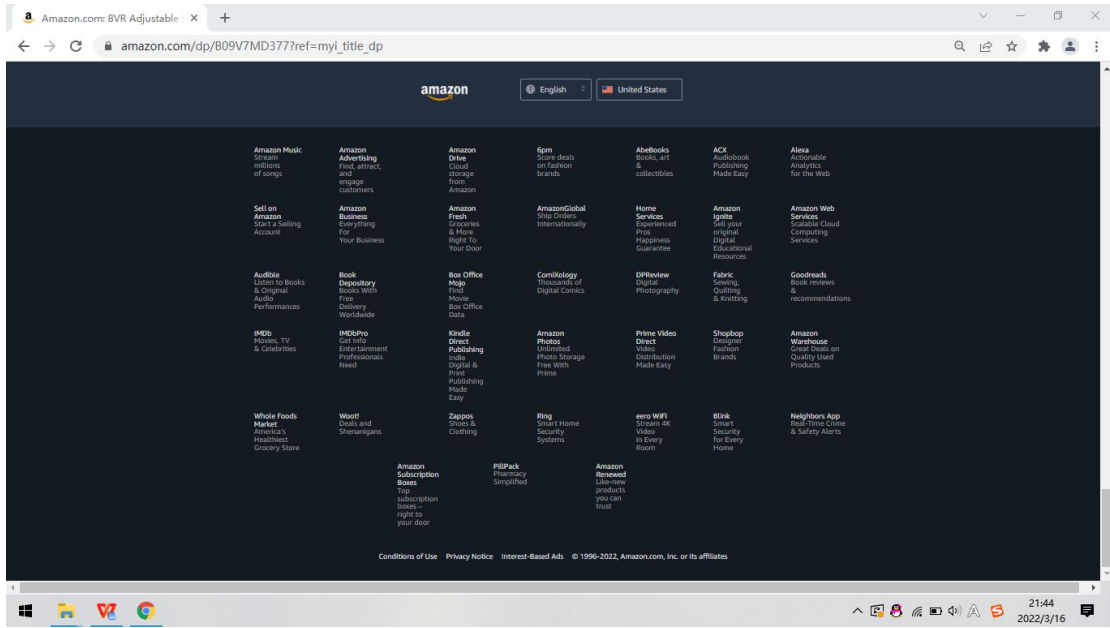 Amazon.com: 8VR Adjustable
amazon.com/dp/B09V7MD377?ref=myi_title_dp
amazon
English
United States
Amazon Music
Stream
millions
of songs
Amazon
Advertising
Find, attract,
and
engage
customers
Amazon
Drive
Cloud
storage
from
Amazon
6pm
Score deals
on fashion
brands
AbeBooks
Books, art
&
collectibles
ACX
Audiobook
Publishing
Made Easy
Alexa
Actionable
Analytics
for the Web
Sell on
Amazon
Start a Selling
Account
Amazon
Business
Everything
For
Your Business
Amazon
Fresh
Groceries
& More
Right To
Your Door
AmazonGlobal
Ship Orders
Internationally
Home
Services
Experienced
Pros
Happiness
Guarantee
Amazon
Ignite
Sell your
original
Digital
Educational
Resources
Amazon Web
Services
Scalable Cloud
Computing
Services
Audible
Listen to Books
& Original
Audio
Performances
Book
Depository
Books With
Free
Delivery
Worldwide
Box Office
Mojo
Find
Movie
Box Office
Data
ComiXology
Thousands of
Digital Comics
DPReview
Digital
Photography
Fabric
Sewing,
Quilting
& Knitting
Goodreads
Book reviews
&
recommendations
IMDb
Movies, TV
& Celebrities
IMDbPro
Get Info
Entertainment
Professionals
Need
Kindle
Direct
Publishing
Indie
Digital &
Print
Publishing
Made
Easy
Amazon
Photos
Unlimited
Photo Storage
Free With
Prime
Prime Video
Direct
Video
Distribution
Made Easy
Shopbop
Designer
Fashion
Brands
Amazon
Warehouse
Great Deals on
Quality Used
Products
Whole Foods
Market
America's
Healthiest
Grocery Store
Woot!
Deals and
Shenanigans
Zappos
Shoes &
Clothing
Ring
Smart Home
Security
Systems
eero WiFi
Stream 4K
Video
in Every
Room
Blink
Smart
Security
for Every
Home
Neighbors App
Real-Time Crime
& Safety Alerts
Amazon
Subscription
Boxes
Top
subscription
boxes –
right to
your door
PillPack
Pharmacy
Simplified
Amazon
Renewed
Like-new
products
you can
trust
Conditions of Use Privacy Notice Interest-Based Ads © 1996-2022, Amazon.com, Inc. or its affiliates
21:44
2022/3/16